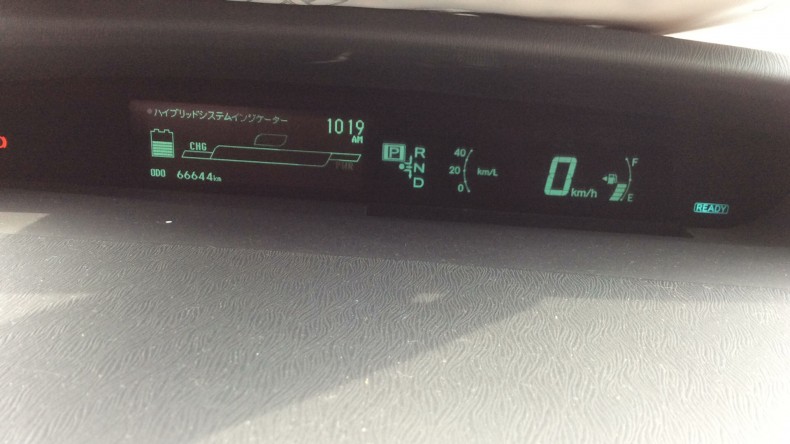 ハイブリッドシステムインジケーター
1019
AM
CHG
PWR
ODO 66644km
P
R
N
D
40
20
0
km/L
0 km/h
F
E
READY